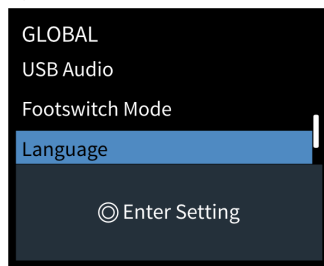 GLOBAL
USB Audio
Footswitch Mode
Language
◎ Enter Setting